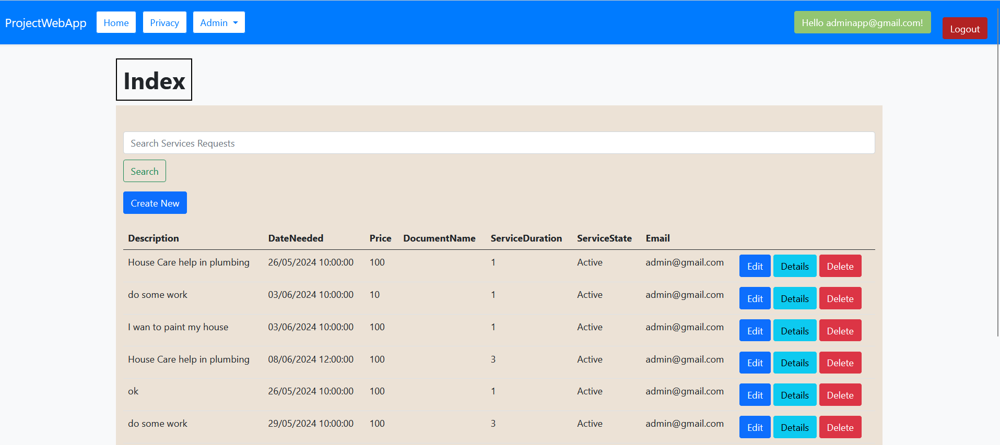 ProjectWebApp Home Privacy Admin Hello adminapp@gmail.com! Logout
Index
Search Services Requests
Search
Create New
Description DateNeeded Price DocumentName ServiceDuration ServiceState Email
House Care help in plumbing 26/05/2024 10:00:00 100 1 Active admin@gmail.com Edit Details Delete
do some work 03/06/2024 10:00:00 10 1 Active admin@gmail.com Edit Details Delete
I wan to paint my house 03/06/2024 10:00:00 100 1 Active admin@gmail.com Edit Details Delete
House Care help in plumbing 08/06/2024 12:00:00 100 3 Active admin@gmail.com Edit Details Delete
ok 26/05/2024 10:00:00 100 1 Active admin@gmail.com Edit Details Delete
do some work 29/05/2024 10:00:00 100 3 Active admin@gmail.com Edit Details Delete